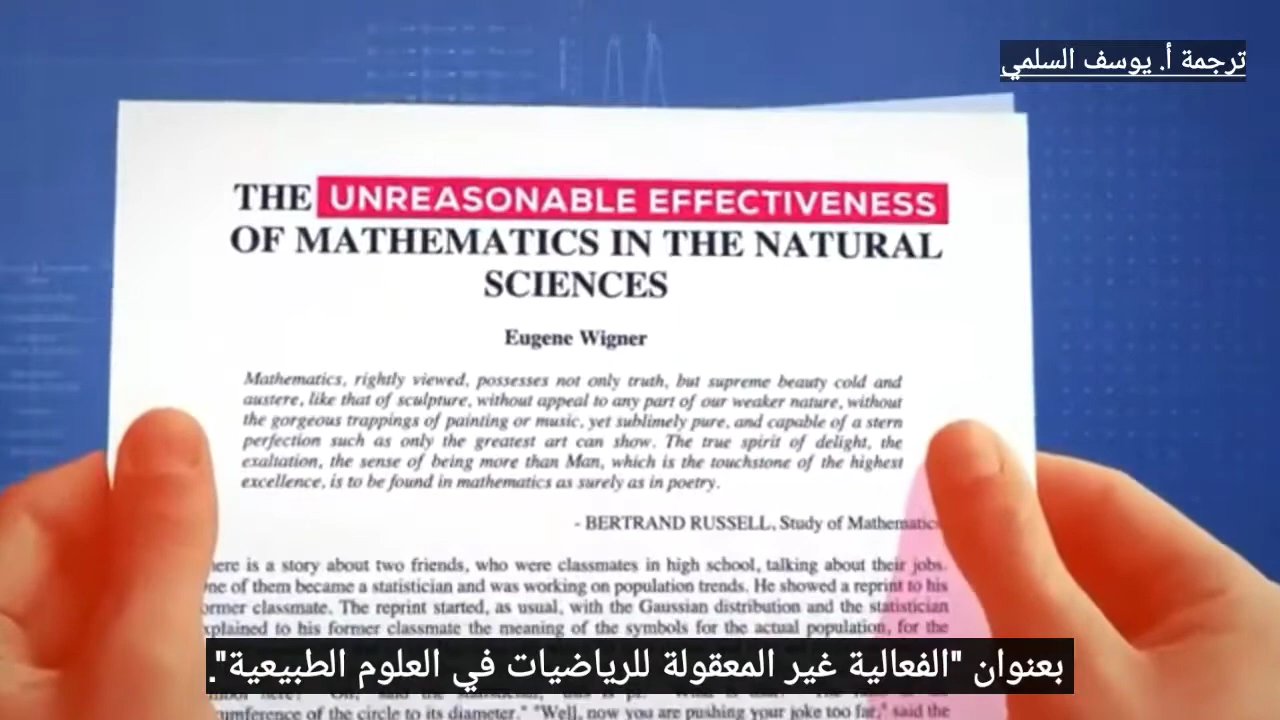 ترجمة أ. يوسف السلمي
THE UNREASONABLE EFFECTIVENESS
OF MATHEMATICS IN THE NATURAL
SCIENCES
Eugene Wigner
Mathematics, rightly viewed, possesses not only truth, but supreme beauty cold and
austere, like that of sculpture, without appeal to any part of our weaker nature, without
the gorgeous trappings of painting or music, yet sublimely pure, and capable of a stern
perfection such as only the greatest art can show. The true spirit of delight, the
exaltation, the sense of being more than Man, which is the touchstone of the highest
excellence, is to be found in mathematics as surely as in poetry.
- BERTRAND RUSSELL, Study of Mathematics
here is a story about two friends, who were classmates in high school, talking about their jobs.
ne of them became a statistician and was working on population trends. He showed a reprint to his
ormer classmate. The reprint started, as usual, with the Gaussian distribution and the statistician
xplained to his former classmate the meaning of the symbols for the actual population, for the
بعنوان "الفعالية غير المعقولة للرياضيات في العلوم الطبيعية".
umference of the circle to its diameter." "Well, now you are pushing your joke too far," said the